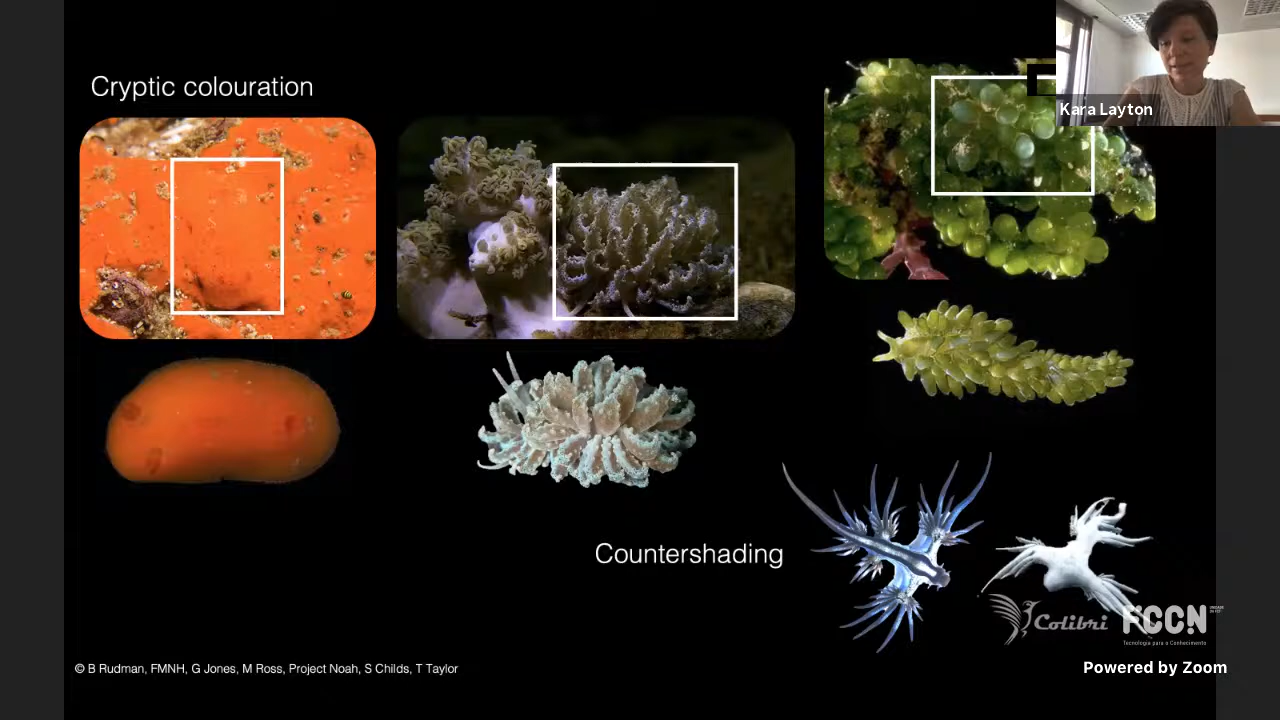 Cryptic colouration
Kara Layton
Countershading
Colibri
FCCN
Tecnologia para o Conhecimento
© B Rudman, FMNH, G Jones, M Ross, Project Noah, S Childs, T Taylor
Powered by Zoom